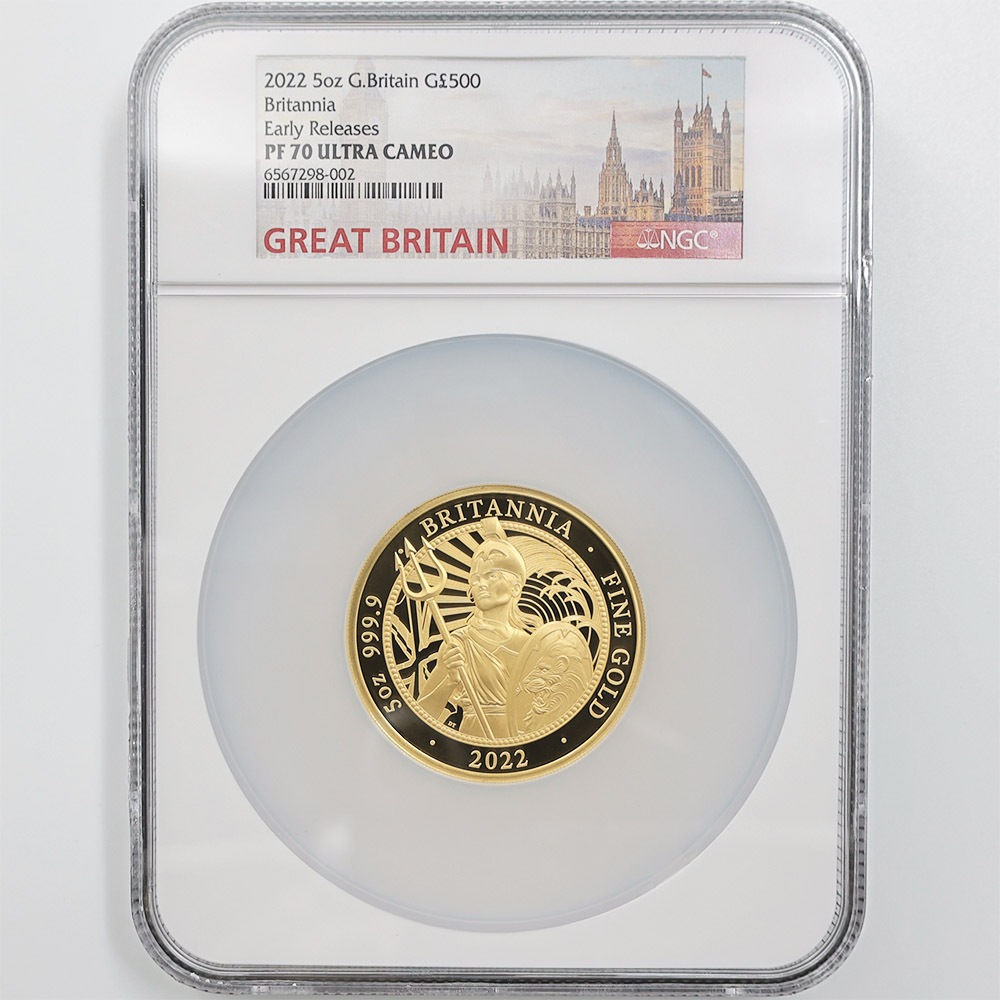 2022 5oz G.Britain G£500
Britannia
Early Releases
PF 70 ULTRA CAMEO
6567298-002
GREAT BRITAIN
NGC®
BRITANNIA · FINE GOLD · 2022 · 5oz 999.9
DT